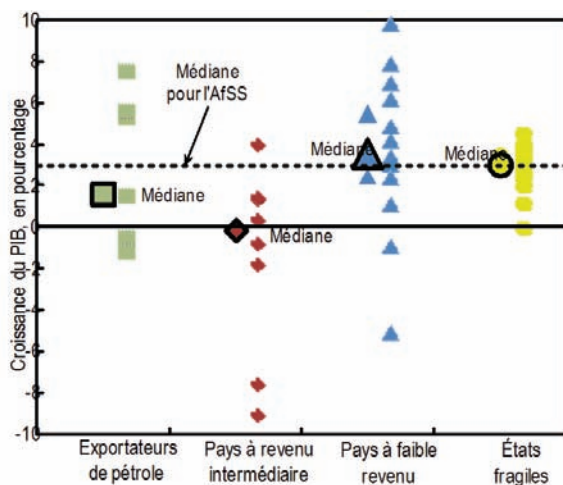 Croissance du PIB, en pourcentage
10
8
6
4
2
0
-2
-4
-6
-8
-10
Médiane
pour l'AfSS
Médiane
Médiane
Médiane
Médiane
Exportateurs
de pétrole
Pays à revenu
intermédiaire
Pays à faible
revenu
États
fragiles